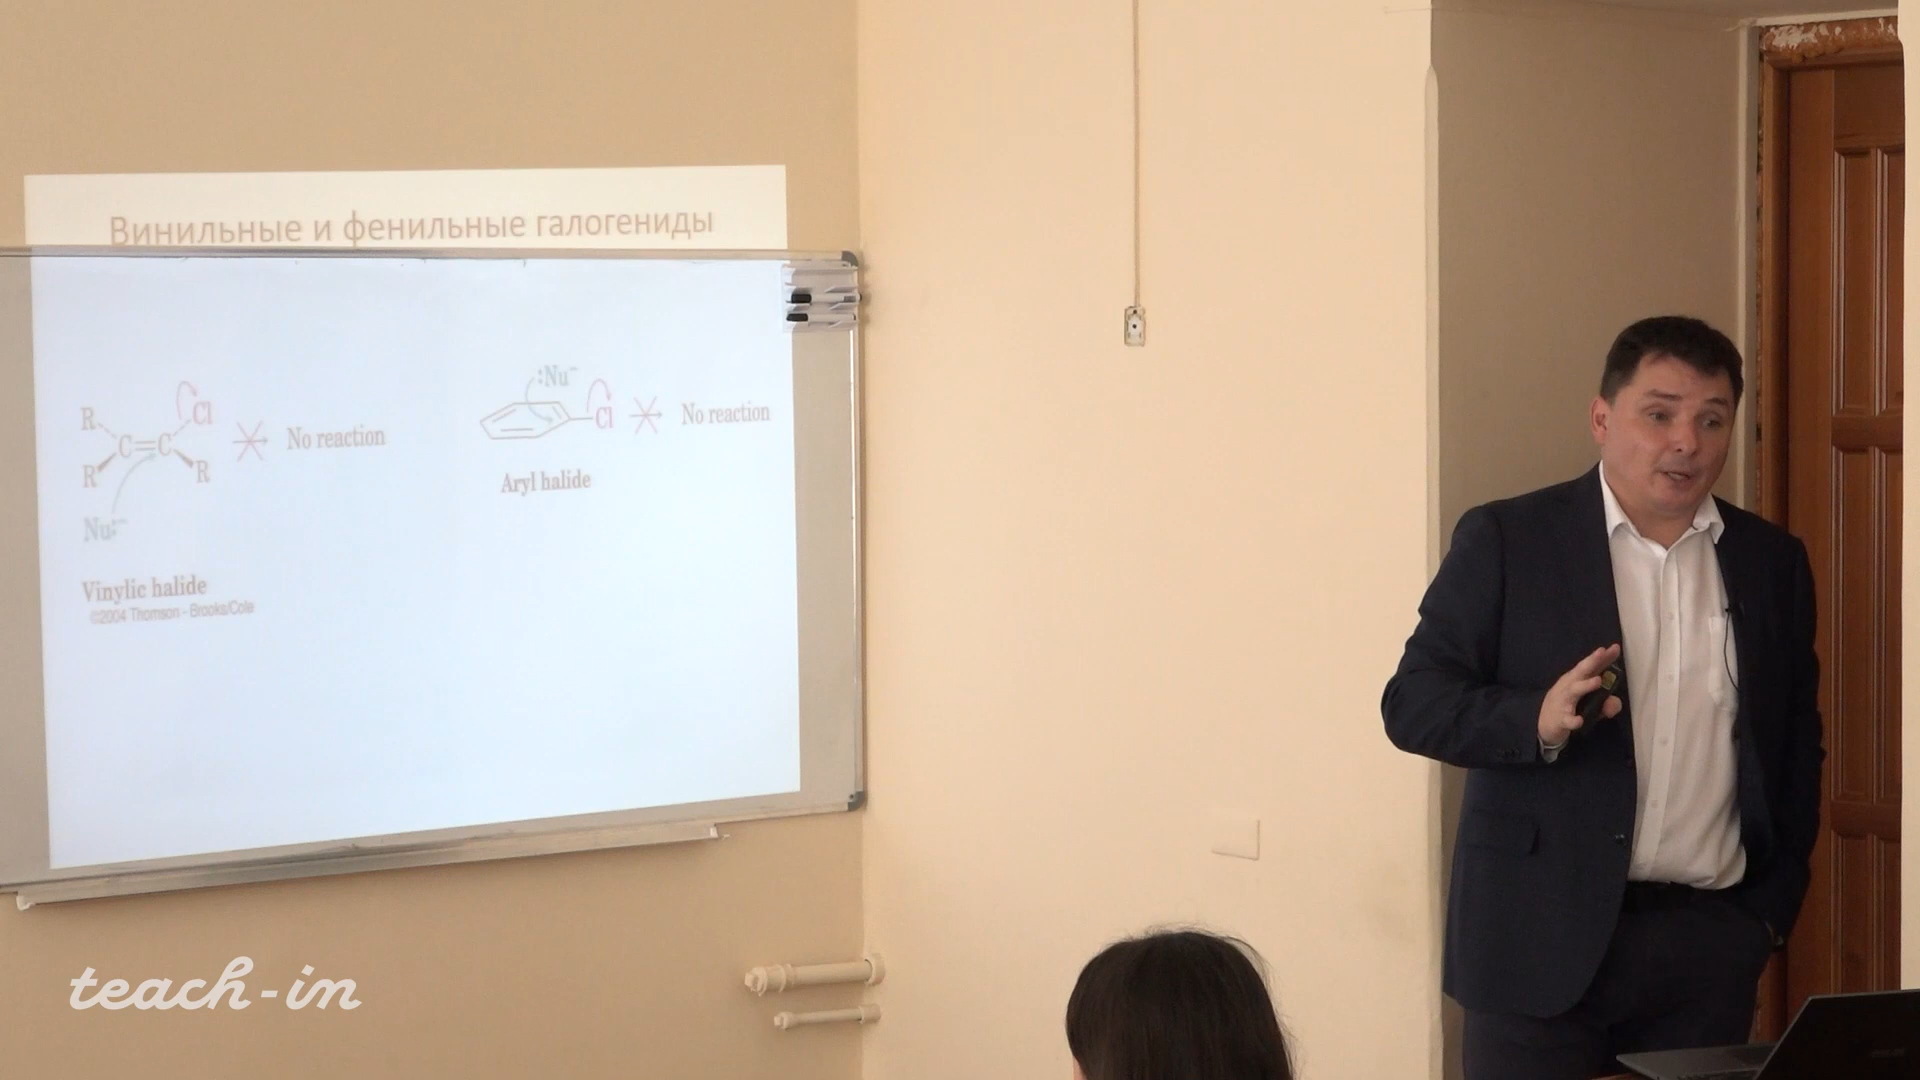 Винильные и фенильные галогениды
:Nu⁻
R
Cl
No reaction
C=C
R
R
Nu:⁻
Cl
No reaction
Aryl halide
Vinylic halide
©2004 Thomson - Brooks/Cole
teach-in